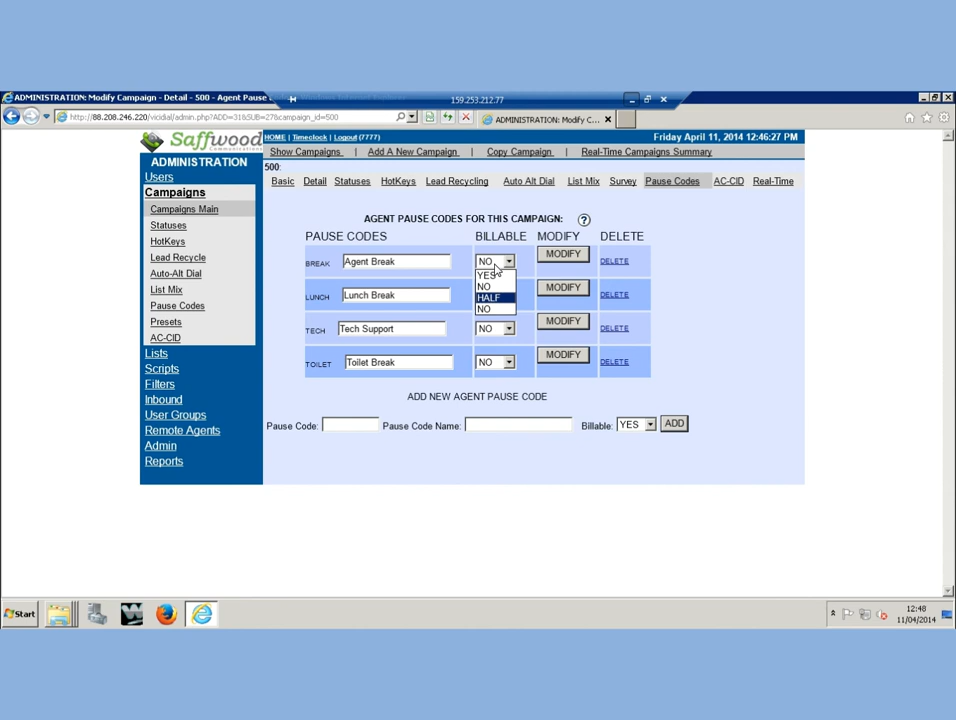 ADMINISTRATION: Modify Campaign - Detail - 500 - Agent Pause
159.253.212.77
http://88.208.246.220/vicidial/admin.php?ADD=31&SUB=27&campaign_id=500
ADMINISTRATION: Modify C...
Saffwood
Communications
HOME | Timeclock | Logout (7777)
Friday April 11, 2014 12:46:27 PM
Show Campaigns | Add A New Campaign | Copy Campaign | Real-Time Campaigns Summary
500:
Basic Detail Statuses HotKeys Lead Recycling Auto Alt Dial List Mix Survey Pause Codes AC-CID Real-Time
ADMINISTRATION
Users
Campaigns
Campaigns Main
Statuses
HotKeys
Lead Recycle
Auto-Alt Dial
List Mix
Pause Codes
Presets
AC-CID
Lists
Scripts
Filters
Inbound
User Groups
Remote Agents
Admin
Reports
AGENT PAUSE CODES FOR THIS CAMPAIGN: ?
PAUSE CODES BILLABLE MODIFY DELETE
BREAK Agent Break NO MODIFY DELETE
YES
NO
HALF
NO
LUNCH Lunch Break MODIFY DELETE
TECH Tech Support NO MODIFY DELETE
TOILET Toilet Break NO MODIFY DELETE
ADD NEW AGENT PAUSE CODE
Pause Code: Pause Code Name: Billable: YES ADD
Start
12:48
11/04/2014